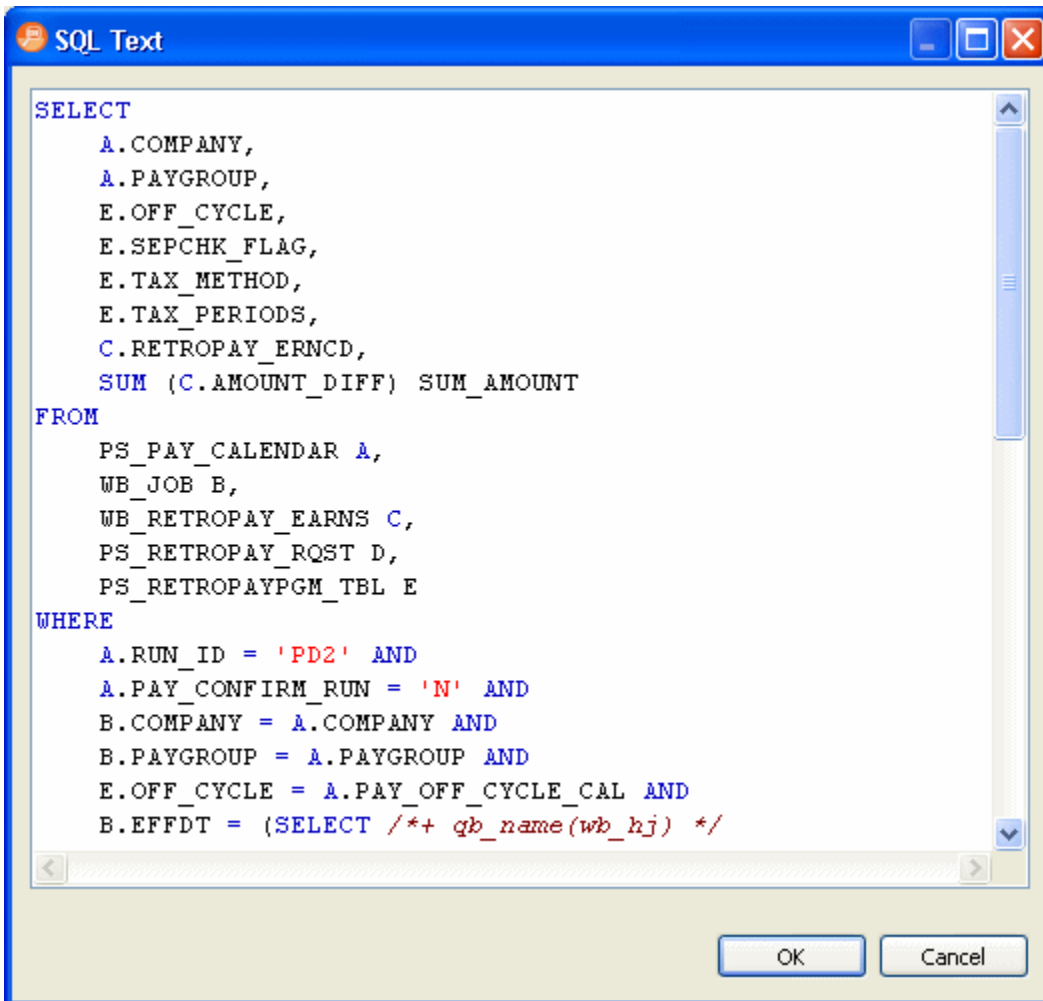 SQL Text
SELECT
A.COMPANY,
A.PAYGROUP,
E.OFF_CYCLE,
E.SEPCHK_FLAG,
E.TAX_METHOD,
E.TAX_PERIODS,
C.RETROPAY_ERNCD,
SUM (C.AMOUNT_DIFF) SUM_AMOUNT
FROM
PS_PAY_CALENDAR A,
WB_JOB B,
WB_RETROPAY_EARNS C,
PS_RETROPAY_RQST D,
PS_RETROPAYPGM_TBL E
WHERE
A.RUN_ID = 'PD2' AND
A.PAY_CONFIRM_RUN = 'N' AND
B.COMPANY = A.COMPANY AND
B.PAYGROUP = A.PAYGROUP AND
E.OFF_CYCLE = A.PAY_OFF_CYCLE_CAL AND
B.EFFDT = (SELECT /*+ qb_name(wb_hj) */
OK Cancel